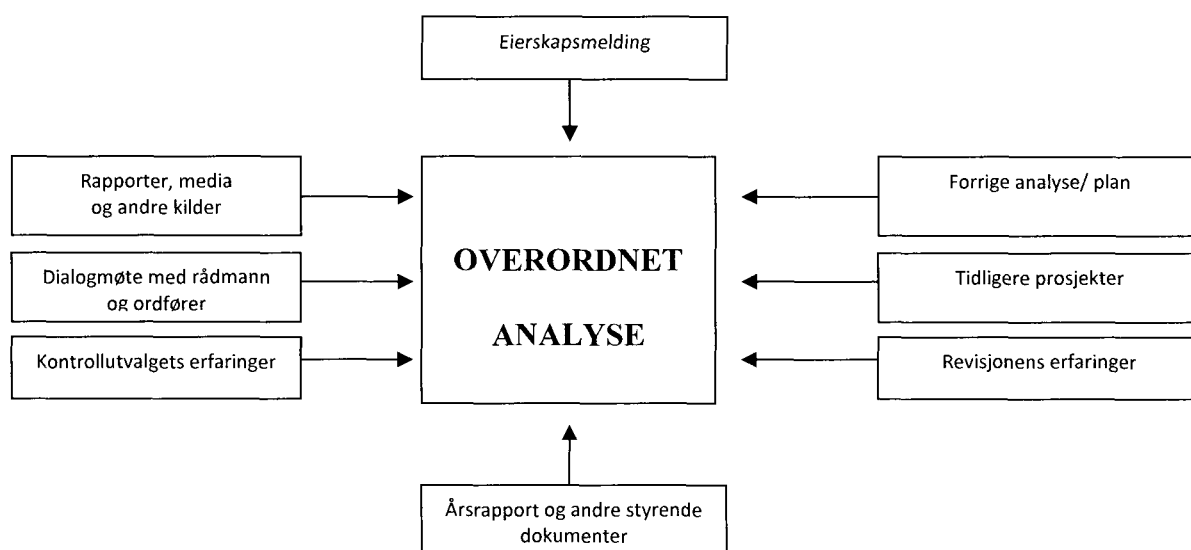 Eierskapsmelding
Rapporter, media
og andre kilder
Dialogmøte med rådmann
og ordfører
Kontrollutvalgets erfaringer
OVERORDNET
ANALYSE
Forrige analyse/ plan
Tidligere prosjekter
Revisjonens erfaringer
Årsrapport og andre styrende
dokumenter